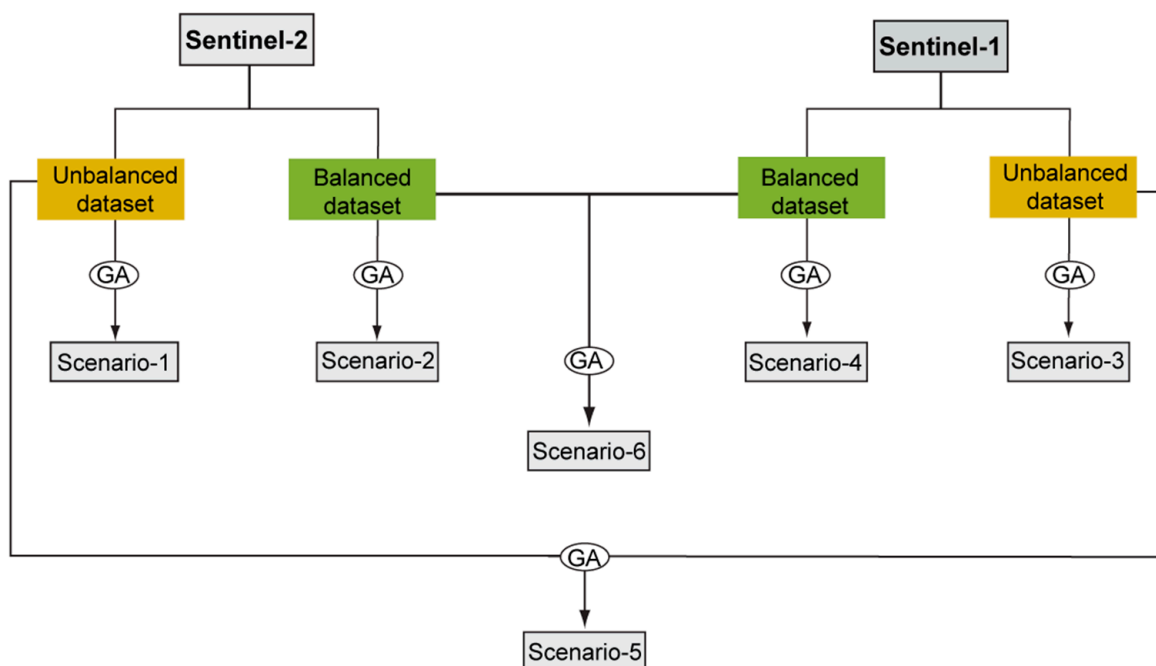 Sentinel-2
Sentinel-1
Unbalanced
dataset
Balanced
dataset
Balanced
dataset
Unbalanced
dataset
GA
GA
GA
GA
Scenario-1
Scenario-2
GA
Scenario-4
Scenario-3
Scenario-6
GA
Scenario-5